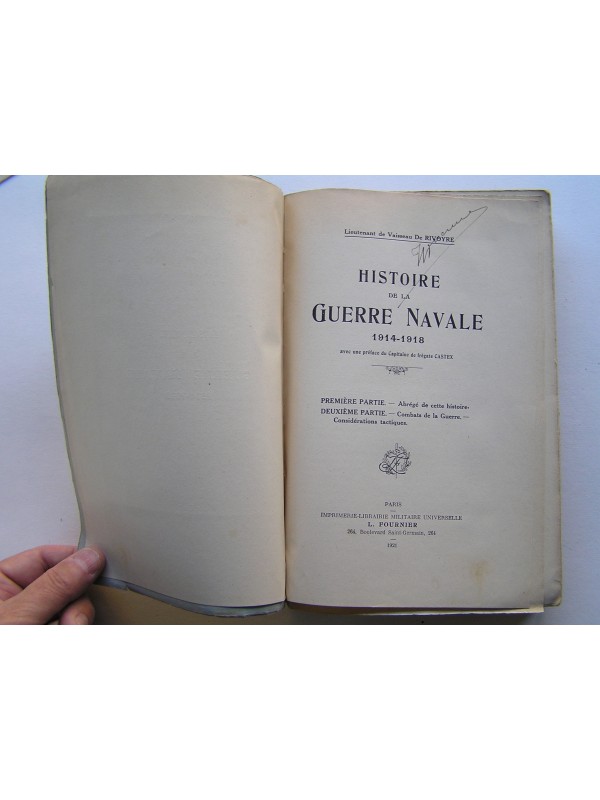 Lieutenant de Vaisseau De RIVOYRE
HISTOIRE
DE LA
GUERRE NAVALE
1914-1918
avec une préface du Capitaine de frégate CASTEX
PREMIÈRE PARTIE. — Abrégé de cette histoire.
DEUXIÈME PARTIE. — Combats de la Guerre. —
Considérations tactiques.
PARIS
IMPRIMERIE-LIBRAIRIE MILITAIRE UNIVERSELLE
L. FOURNIER
264, Boulevard Saint-Germain, 264